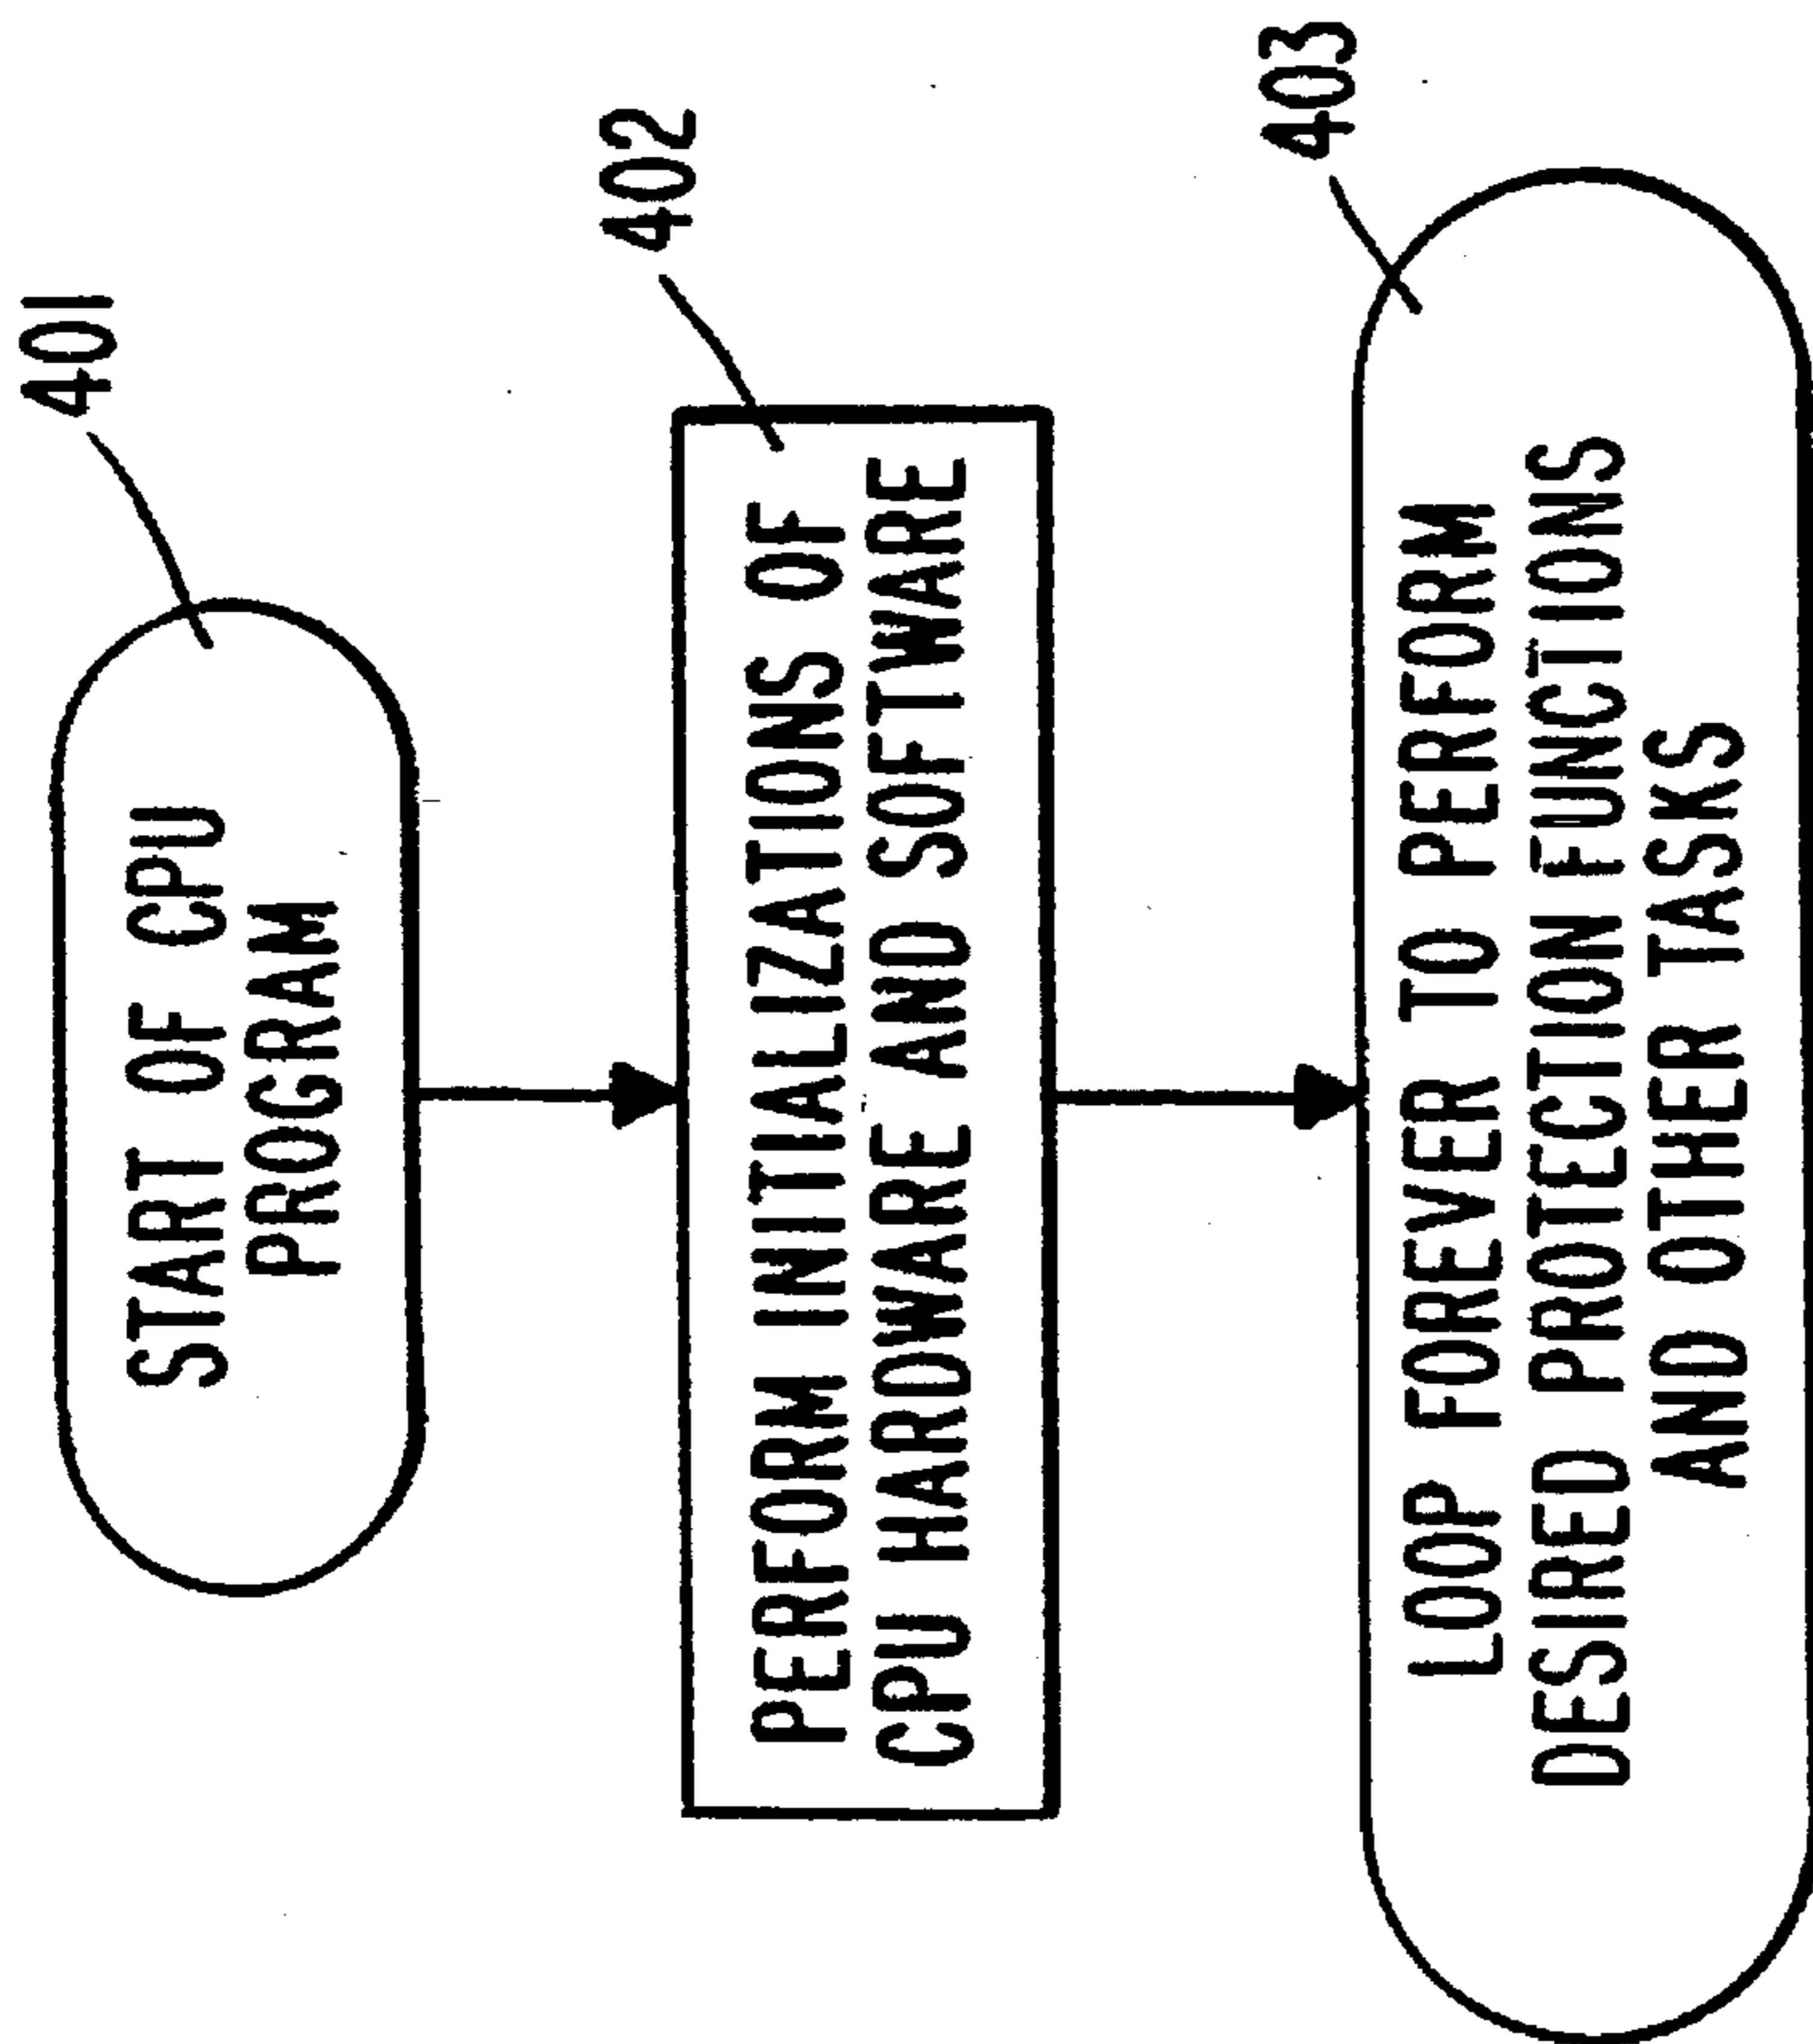 401
START OF CPU
PROGRAM
402
PERFORM INITIALIZATIONS OF
CPU HARDWARE AND SOFTWARE
403
LOOP FOREVER TO PERFORM
DESIRED PROTECTION FUNCTIONS
AND OTHER TASKS